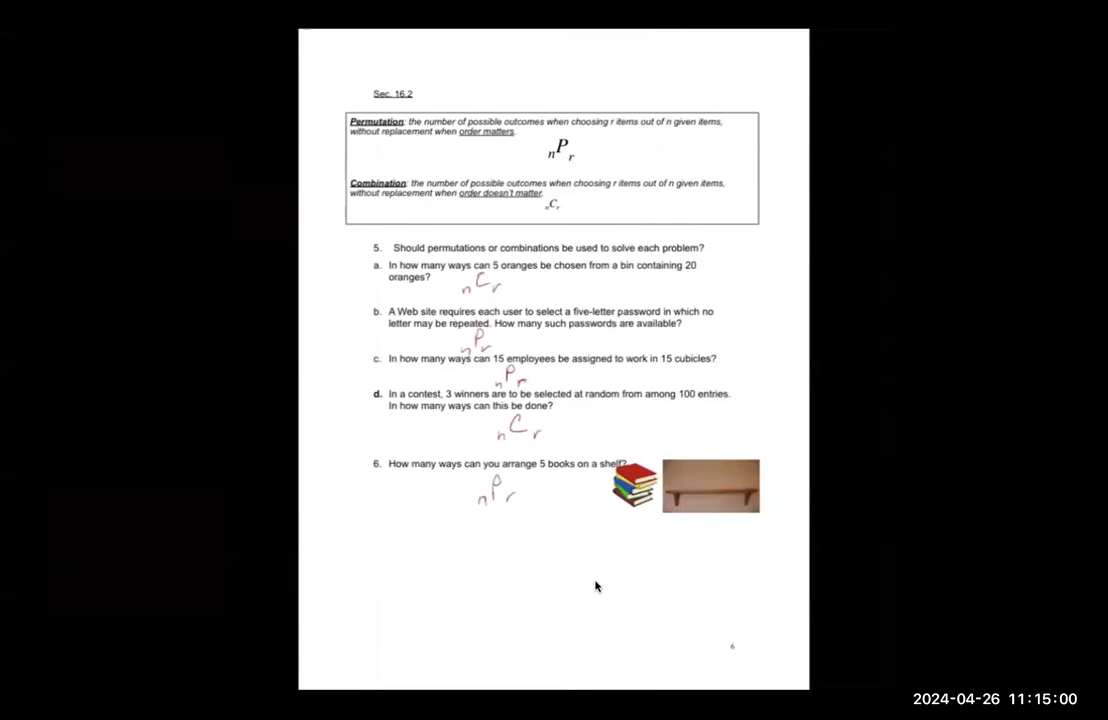 Sec. 16.2
Permutation: the number of possible outcomes when choosing r items out of n given items,
without replacement when order matters.
nPr
Combination: the number of possible outcomes when choosing r items out of n given items,
without replacement when order doesn't matter.
nCr
5. Should permutations or combinations be used to solve each problem?
a. In how many ways can 5 oranges be chosen from a bin containing 20
oranges?
nCr
b. A Web site requires each user to select a five-letter password in which no
letter may be repeated. How many such passwords are available?
nPr
c. In how many ways can 15 employees be assigned to work in 15 cubicles?
nPr
d. In a contest, 3 winners are to be selected at random from among 100 entries.
In how many ways can this be done?
nCr
6. How many ways can you arrange 5 books on a shelf?
nPr
6
2024-04-26 11:15:00